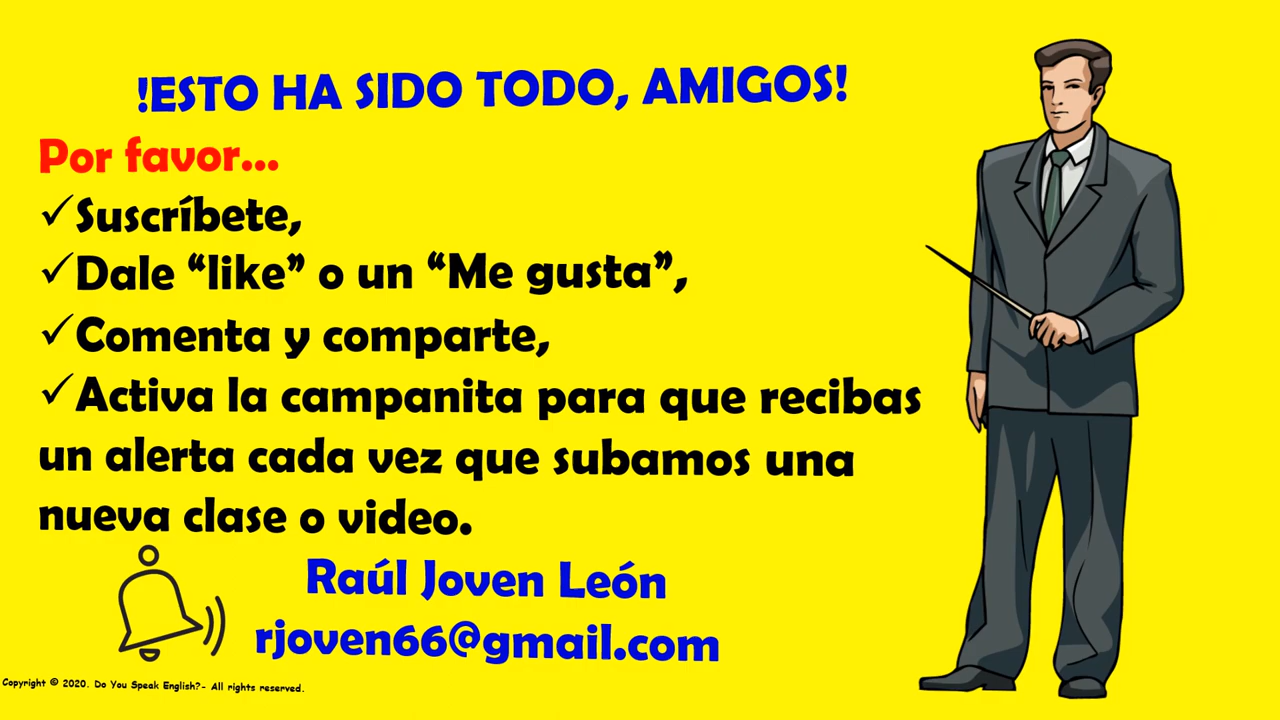 !ESTO HA SIDO TODO, AMIGOS!
Por favor...
✓Suscríbete,
✓Dale “like” o un “Me gusta”,
✓Comenta y comparte,
✓Activa la campanita para que recibas
un alerta cada vez que subamos una
nueva clase o video.
Raúl Joven León
rjoven66@gmail.com
Copyright © 2020. Do You Speak English?- All rights reserved.